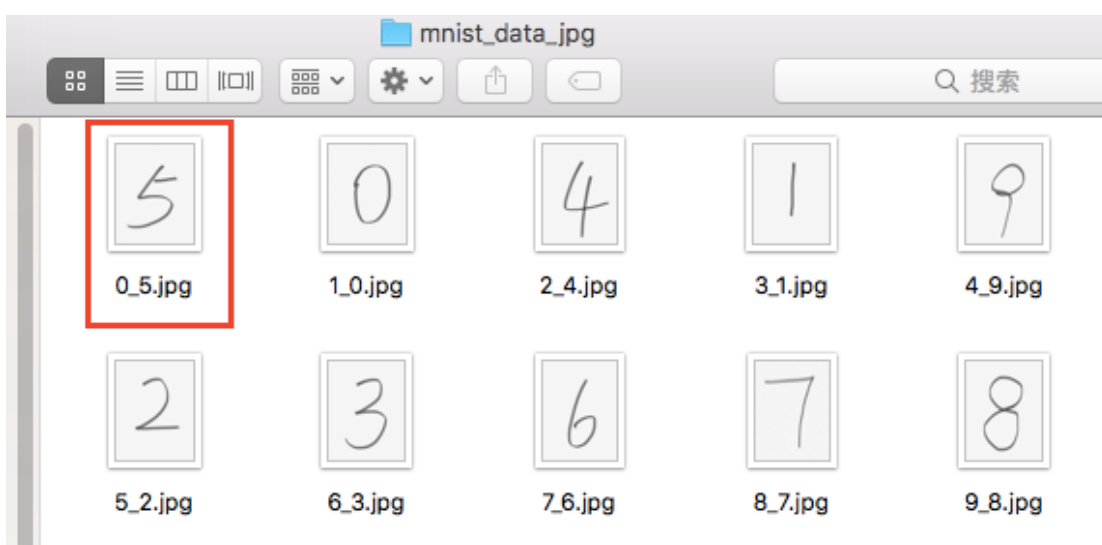 mnist_data_jpg
搜索
5 0 4 1 9
0_5.jpg 1_0.jpg 2_4.jpg 3_1.jpg 4_9.jpg
2 3 6 7 8
5_2.jpg 6_3.jpg 7_6.jpg 8_7.jpg 9_8.jpg